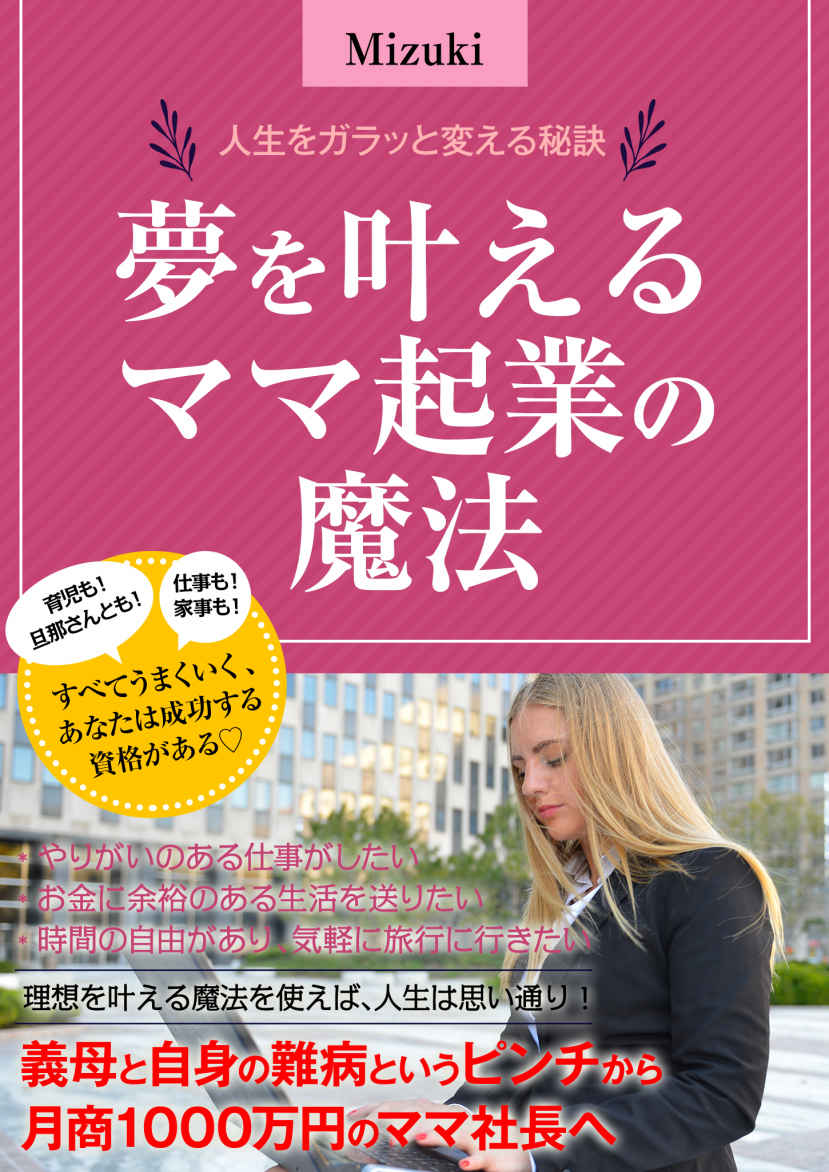 Mizuki
人生をガラッと変える秘訣
夢を叶える
ママ起業の
魔法
育児も!
旦那さんとも!
仕事も!
家事も!
すべてうまくいく、
あなたは成功する
資格がある♡
* やりがいのある仕事がしたい
* お金に余裕のある生活を送りたい
* 時間の自由があり、気軽に旅行に行きたい
理想を叶える魔法を使えば、人生は思い通り!
義母と自身の難病というピンチから
月商1000万円のママ社長へ